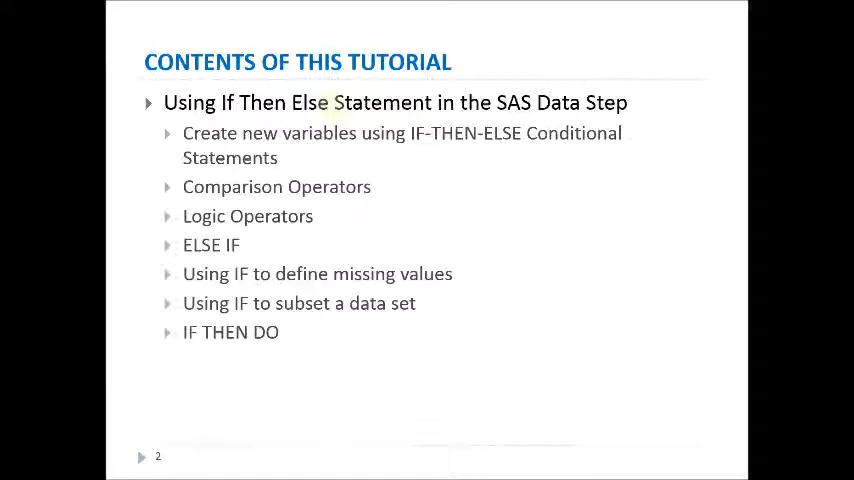 CONTENTS OF THIS TUTORIAL
Using If Then Else Statement in the SAS Data Step
Create new variables using IF-THEN-ELSE Conditional
Statements
Comparison Operators
Logic Operators
ELSE IF
Using IF to define missing values
Using IF to subset a data set
IF THEN DO
2